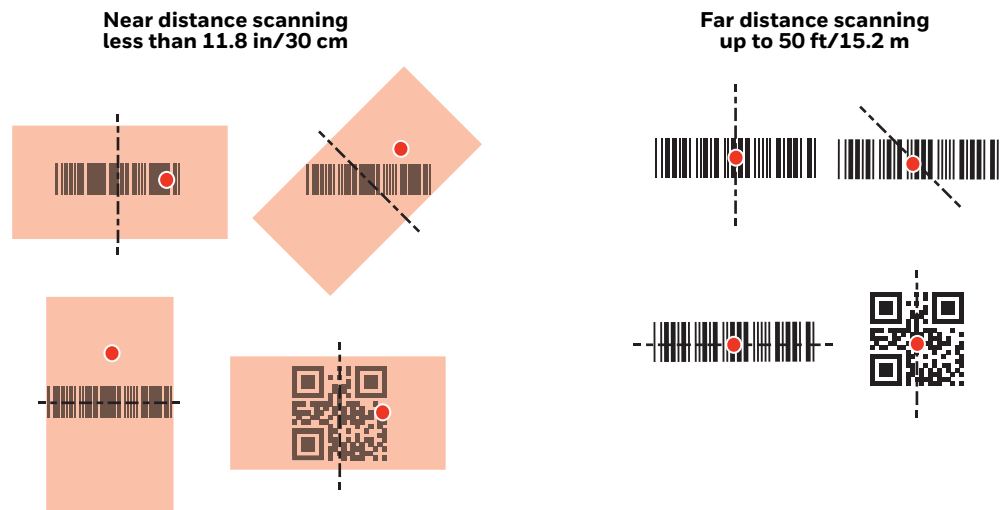 Near distance scanning
less than 11.8 in/30 cm
Far distance scanning
up to 50 ft/15.2 m